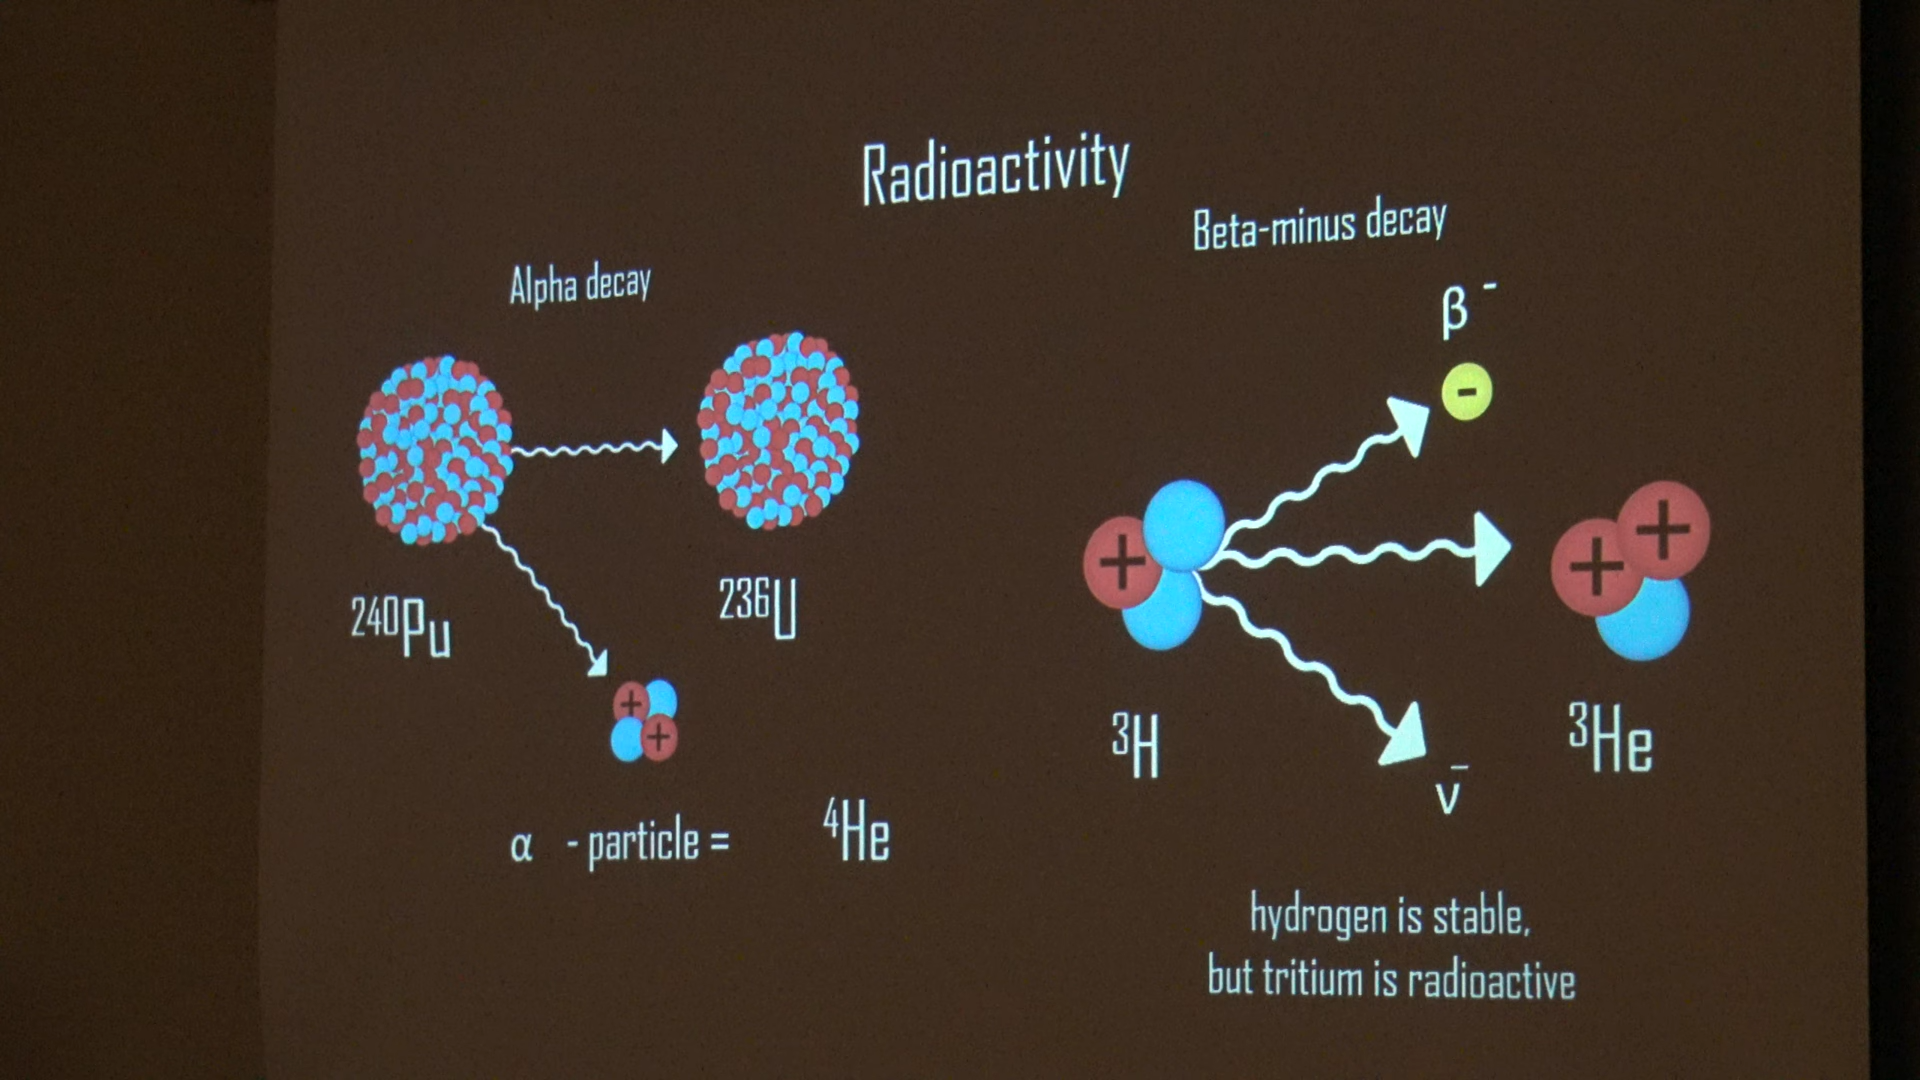 Radioactivity
Alpha decay
²⁴⁰Pu
²³⁶U
+
+
α - particle = ⁴He
Beta-minus decay
β⁻
-
+
+ +
³H
³He
ν̄
hydrogen is stable,
but tritium is radioactive